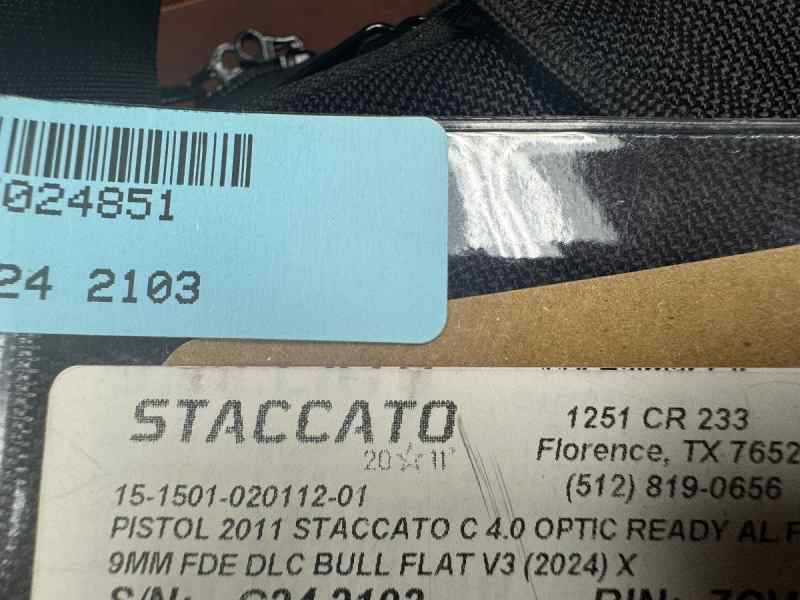 024851
24 2103
STACCATO
20☆11
15-1501-020112-01
PISTOL 2011 STACCATO C 4.0 OPTIC READY AL F
9MM FDE DLC BULL FLAT V3 (2024) X
1251 CR 233
Florence, TX 7652
(512) 819-0656
S/N: